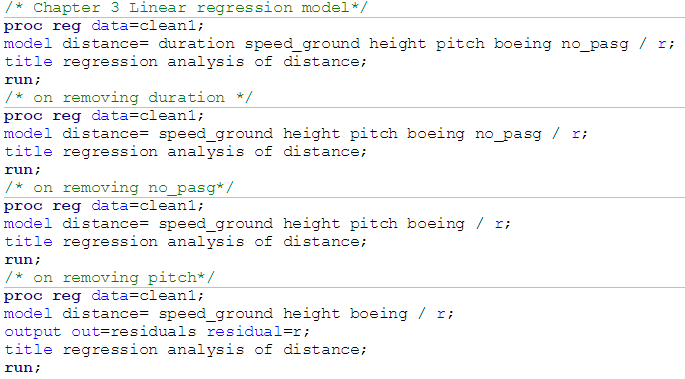 /* Chapter 3 Linear regression model*/
proc reg data=clean1;
model distance= duration speed_ground height pitch boeing no_pasg / r;
title regression analysis of distance;
run;
/* on removing duration */
proc reg data=clean1;
model distance= speed_ground height pitch boeing no_pasg / r;
title regression analysis of distance;
run;
/* on removing no_pasg*/
proc reg data=clean1;
model distance= speed_ground height pitch boeing / r;
title regression analysis of distance;
run;
/* on removing pitch*/
proc reg data=clean1;
model distance= speed_ground height boeing / r;
output out=residuals residual=r;
title regression analysis of distance;
run;